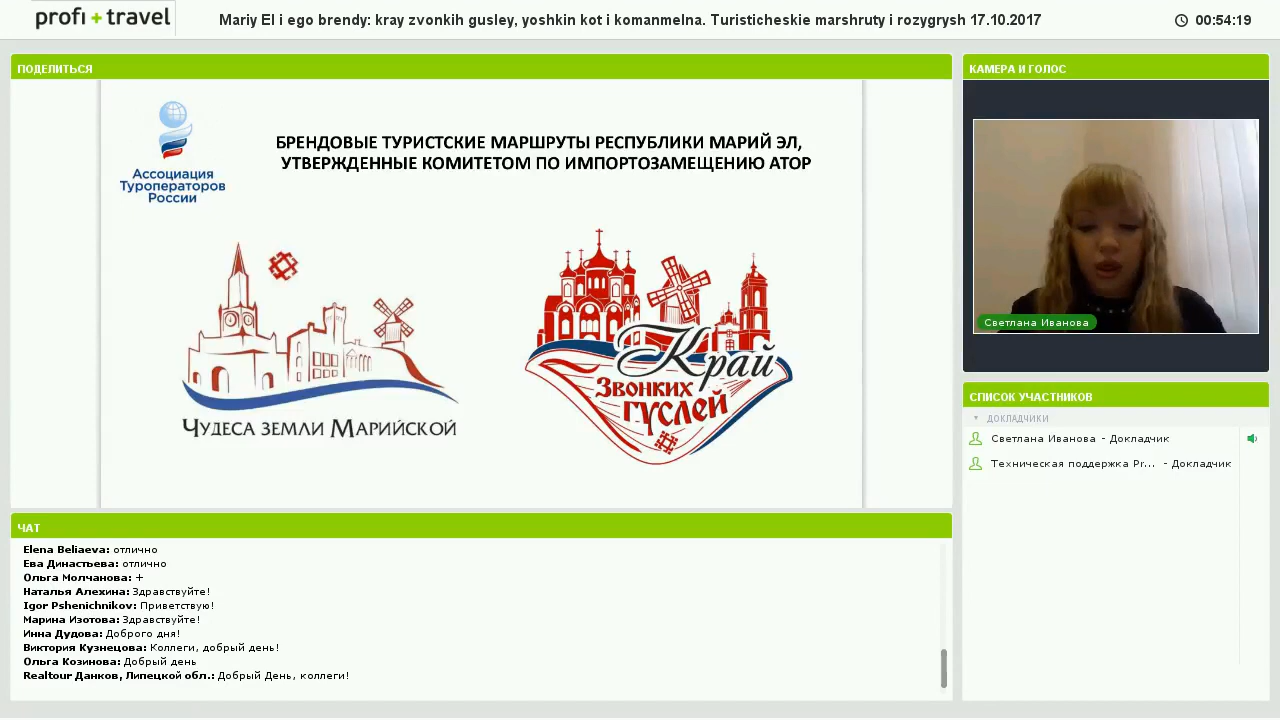 profi + travel
Mariy El i ego brendy: kray zvonkih gusley, yoshkin kot i komanmelna. Turisticheskie marshruty i rozygrysh 17.10.2017
00:54:19
ПОДЕЛИТЬСЯ
Ассоциация
Туроператоров
России
БРЕНДОВЫЕ ТУРИСТСКИЕ МАРШРУТЫ РЕСПУБЛИКИ МАРИЙ ЭЛ,
УТВЕРЖДЕННЫЕ КОМИТЕТОМ ПО ИМПОРТОЗАМЕЩЕНИЮ АТОР
ЧУДЕСА ЗЕМЛИ МАРИЙСКОЙ
Край
Звонких
гуслей
КАМЕРА И ГОЛОС
Светлана Иванова
СПИСОК УЧАСТНИКОВ
ДОКЛАДЧИКИ
Светлана Иванова - Докладчик
Техническая поддержка Pr... - Докладчик
ЧАТ
Elena Beliaeva: отлично
Ева Династьева: отлично
Ольга Молчанова: +
Наталья Алехина: Здравствуйте!
Igor Pshenichnikov: Приветствую!
Марина Изотова: Здравствуйте!
Инна Дудова: Доброго дня!
Виктория Кузнецова: Коллеги, добрый день!
Ольга Козинова: Добрый день
Realtour Данков, Липецкой обл.: Добрый День, коллеги!